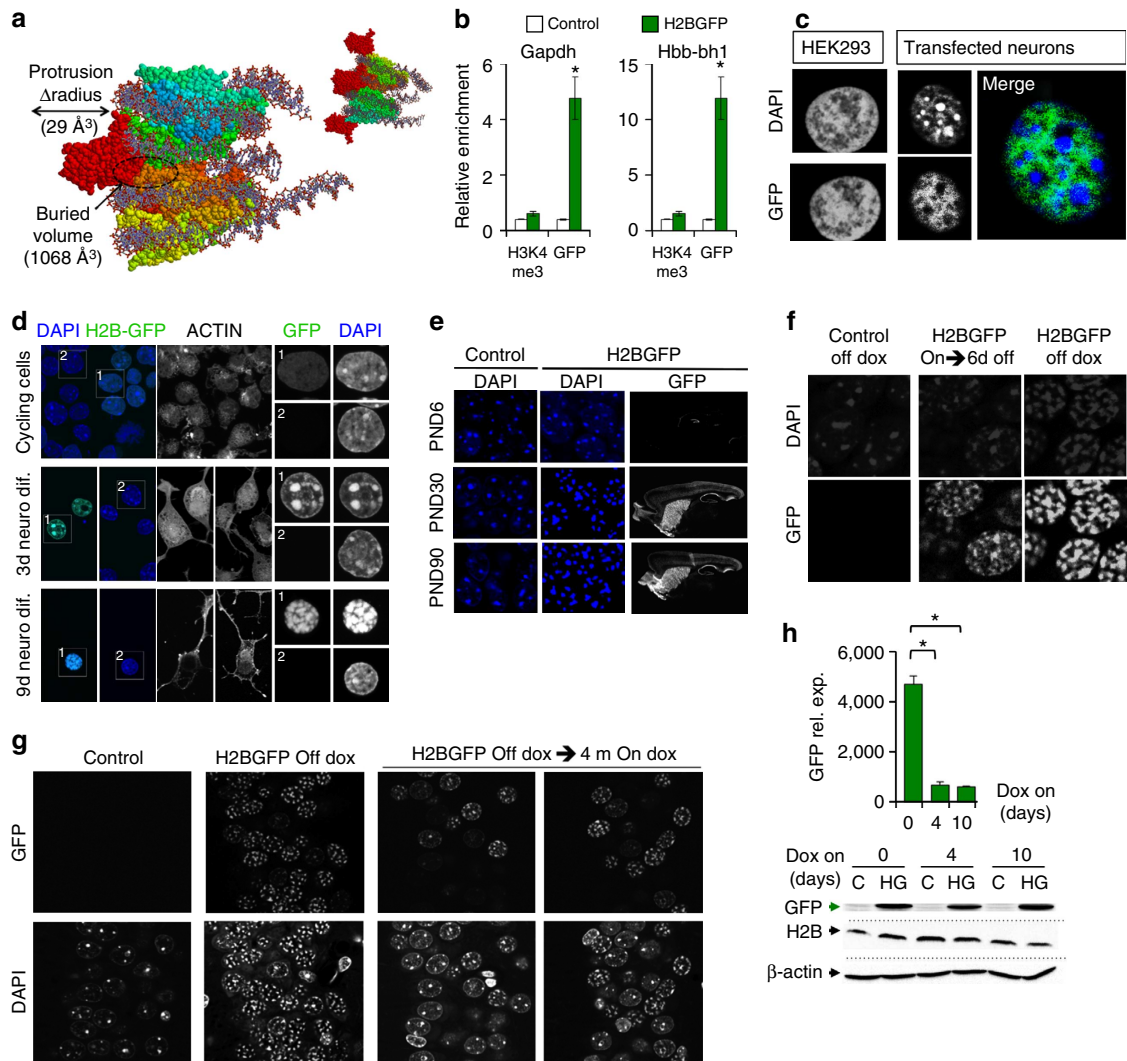 a
Protrusion
Δradius
(29 Å³)
Buried
volume
(1068 Å³)
b
Control
H2BGFP
Gapdh
Hbb-bh1
Relative enrichment
6
4
2
0
*
H3K4
me3
GFP
15
10
5
0
*
H3K4
me3
GFP
c
HEK293
Transfected neurons
DAPI
GFP
Merge
d
DAPI H2B-GFP
ACTIN
GFP
DAPI
Cycling cells
2
1
1
2
3d neuro dif.
1
2
1
2
9d neuro dif.
1
2
1
2
e
Control
H2BGFP
DAPI
DAPI
GFP
PND6
PND30
PND90
f
Control
off dox
H2BGFP
On➔6d off
H2BGFP
off dox
DAPI
GFP
g
Control
H2BGFP Off dox
H2BGFP Off dox ➔ 4 m On dox
GFP
DAPI
h
GFP rel. exp.
6,000
4,000
2,000
0
*
*
0 4 10
Dox on
(days)
Dox on
(days)
0 4 10
C HG C HG C HG
GFP
H2B
β-actin